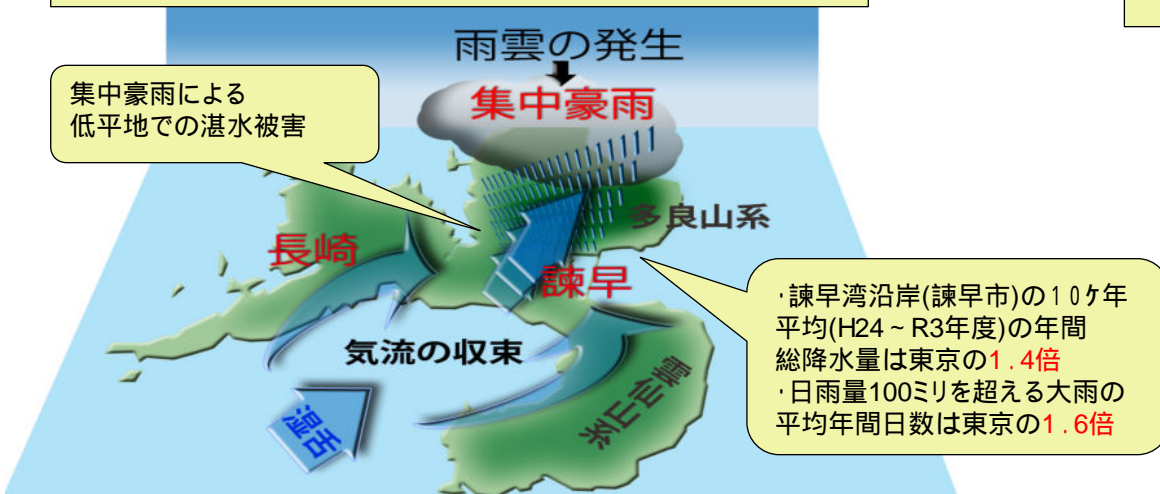 雨雲の発生
集中豪雨
集中豪雨による
低平地での湛水被害
多良山系
長崎
諫早
気流の収束
湿舌
雲仙山系
･諫早湾沿岸(諫早市)の10ヶ年
平均(H24~R3年度)の年間
総降水量は東京の1.4倍
･日雨量100ミリを超える大雨の
平均年間日数は東京の1.6倍